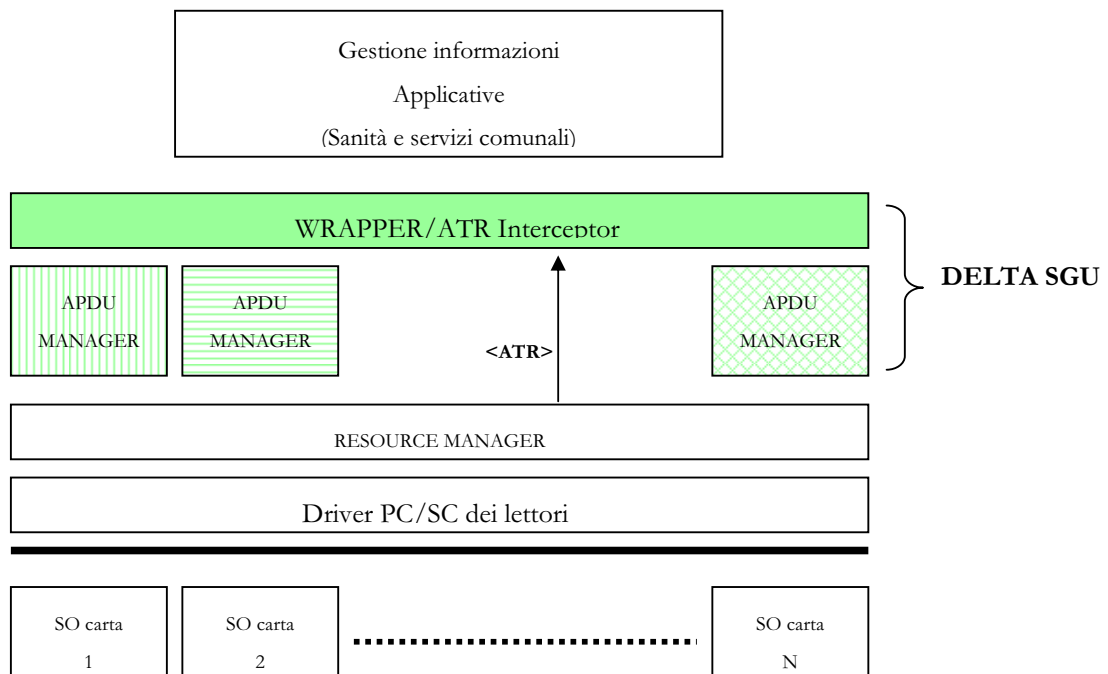 Gestione informazioni
Applicative
(Sanità e servizi comunali)
WRAPPER/ATR Interceptor
DELTA SGU
APDU
MANAGER
APDU
MANAGER
<ATR>
APDU
MANAGER
RESOURCE MANAGER
Driver PC/SC dei lettori
SO carta
1
SO carta
2
SO carta
N